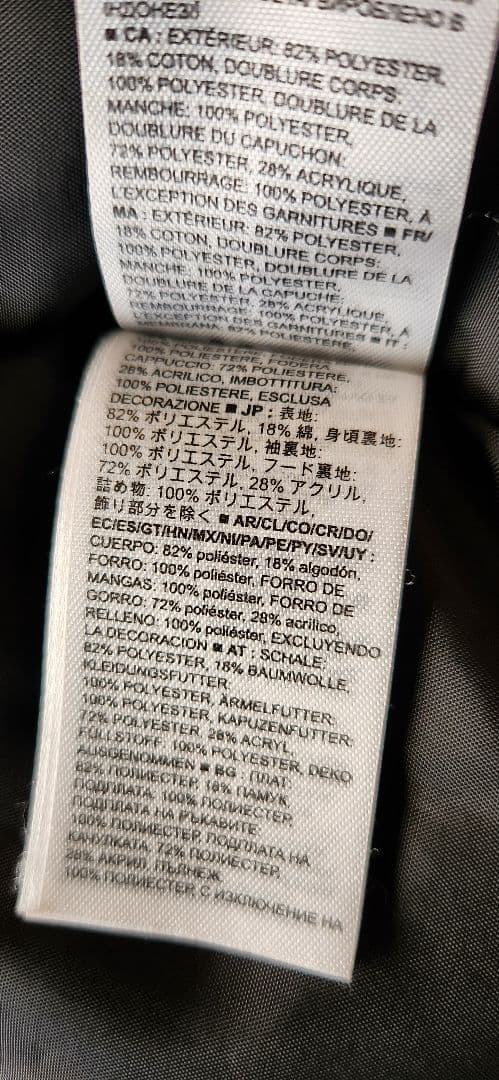 ІНДОНЕЗІ
■ CA : EXTÉRIEUR: 82% POLYESTER,
18% COTON, DOUBLURE CORPS:
100% POLYESTER, DOUBLURE DE LA
MANCHE: 100% POLYESTER,
DOUBLURE DU CAPUCHON:
72% POLYESTER, 28% ACRYLIQUE,
REMBOURRAGE: 100% POLYESTER, À
L'EXCEPTION DES GARNITURES ■ FR/
MA : EXTÉRIEUR: 82% POLYESTER,
18% COTON, DOUBLURE CORPS:
100% POLYESTER, DOUBLURE DE LA
MANCHE: 100% POLYESTER,
DOUBLURE DE LA CAPUCHE:
72% POLYESTER, 28% ACRYLIQUE,
REMBOURRAGE: 100% POLYESTER, À
L'EXCEPTION DES GARNITURES ■ IT :
82% POLIESTERE,
100% POLIESTERE, FODERA
CAPPUCCIO: 72% POLIESTERE,
28% ACRILICO, IMBOTTITURA:
100% POLIESTERE, ESCLUSA
DECORAZIONE ■ JP : 表地:
82% ポリエステル, 18% 綿, 身頃裏地:
100% ポリエステル, 袖裏地:
100% ポリエステル, フード裏地:
72% ポリエステル, 28% アクリル,
詰め物: 100% ポリエステル,
飾り部分を除く ■ AR/CL/CO/CR/DO/
EC/ES/GT/HN/MX/NI/PA/PE/PY/SV/UY :
CUERPO: 82% poliéster, 18% algodón,
FORRO: 100% poliéster, FORRO DE
MANGAS: 100% poliéster, FORRO DE
GORRO: 72% poliéster, 28% acrílico,
RELLENO: 100% poliéster, EXCLUYENDO
LA DECORACION ■ AT : SCHALE:
82% POLYESTER, 18% BAUMWOLLE,
KLEIDUNGSFUTTER:
100% POLYESTER, ÄRMELFUTTER:
100% POLYESTER, KAPUZENFUTTER:
72% POLYESTER, 28% ACRYL,
FÜLLSTOFF: 100% POLYESTER, DEKO
AUSGENOMMEN ■ BG : ПЛАТ:
82% ПОЛИЕСТЕР, 18% ПАМУК,
ПОДПЛАТА: 100% ПОЛИЕСТЕР,
ПОДПЛАТА НА РЪКАВИТЕ:
100% ПОЛИЕСТЕР, ПОДПЛАТА НА
КАЧУЛКАТА: 72% ПОЛИЕСТЕР,
28% АКРИЛ, ПЪЛНЕЖ:
100% ПОЛИЕСТЕР, С ИЗКЛЮЧЕНИЕ НА